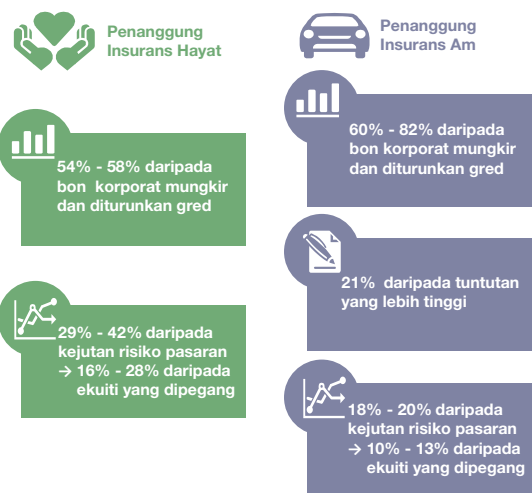 Penanggung
Insurans Hayat
54% - 58% daripada
bon korporat mungkir
dan diturunkan gred
29% - 42% daripada
kejutan risiko pasaran
→ 16% - 28% daripada
ekuiti yang dipegang
Penanggung
Insurans Am
60% - 82% daripada
bon korporat mungkir
dan diturunkan gred
21% daripada tuntutan
yang lebih tinggi
18% - 20% daripada
kejutan risiko pasaran
→ 10% - 13% daripada
ekuiti yang dipegang